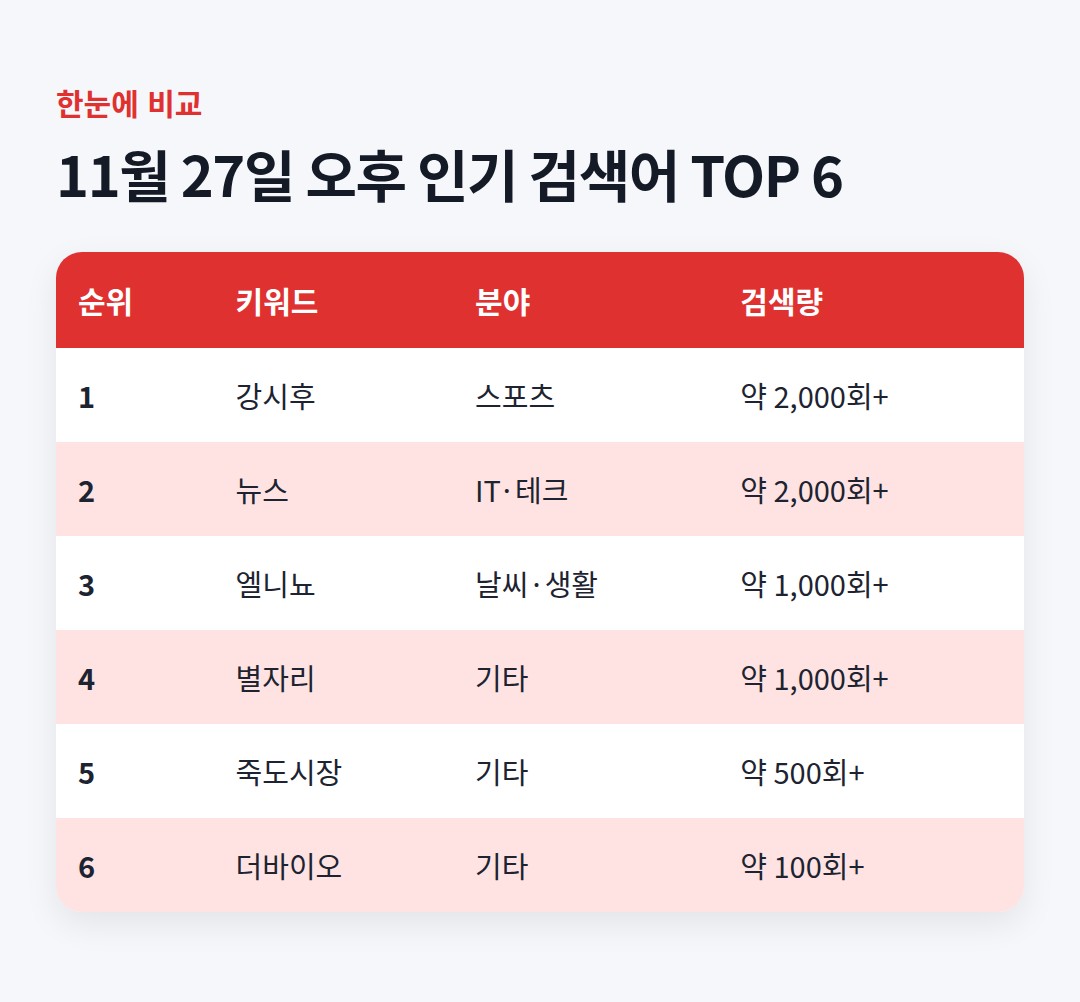 한눈에 비교
11월 27일 오후 인기 검색어 TOP 6
순위 키워드 분야 검색량
1 강시후 스포츠 약 2,000회+
2 뉴스 IT·테크 약 2,000회+
3 엘니뇨 날씨·생활 약 1,000회+
4 별자리 기타 약 1,000회+
5 죽도시장 기타 약 500회+
6 더바이오 기타 약 100회+